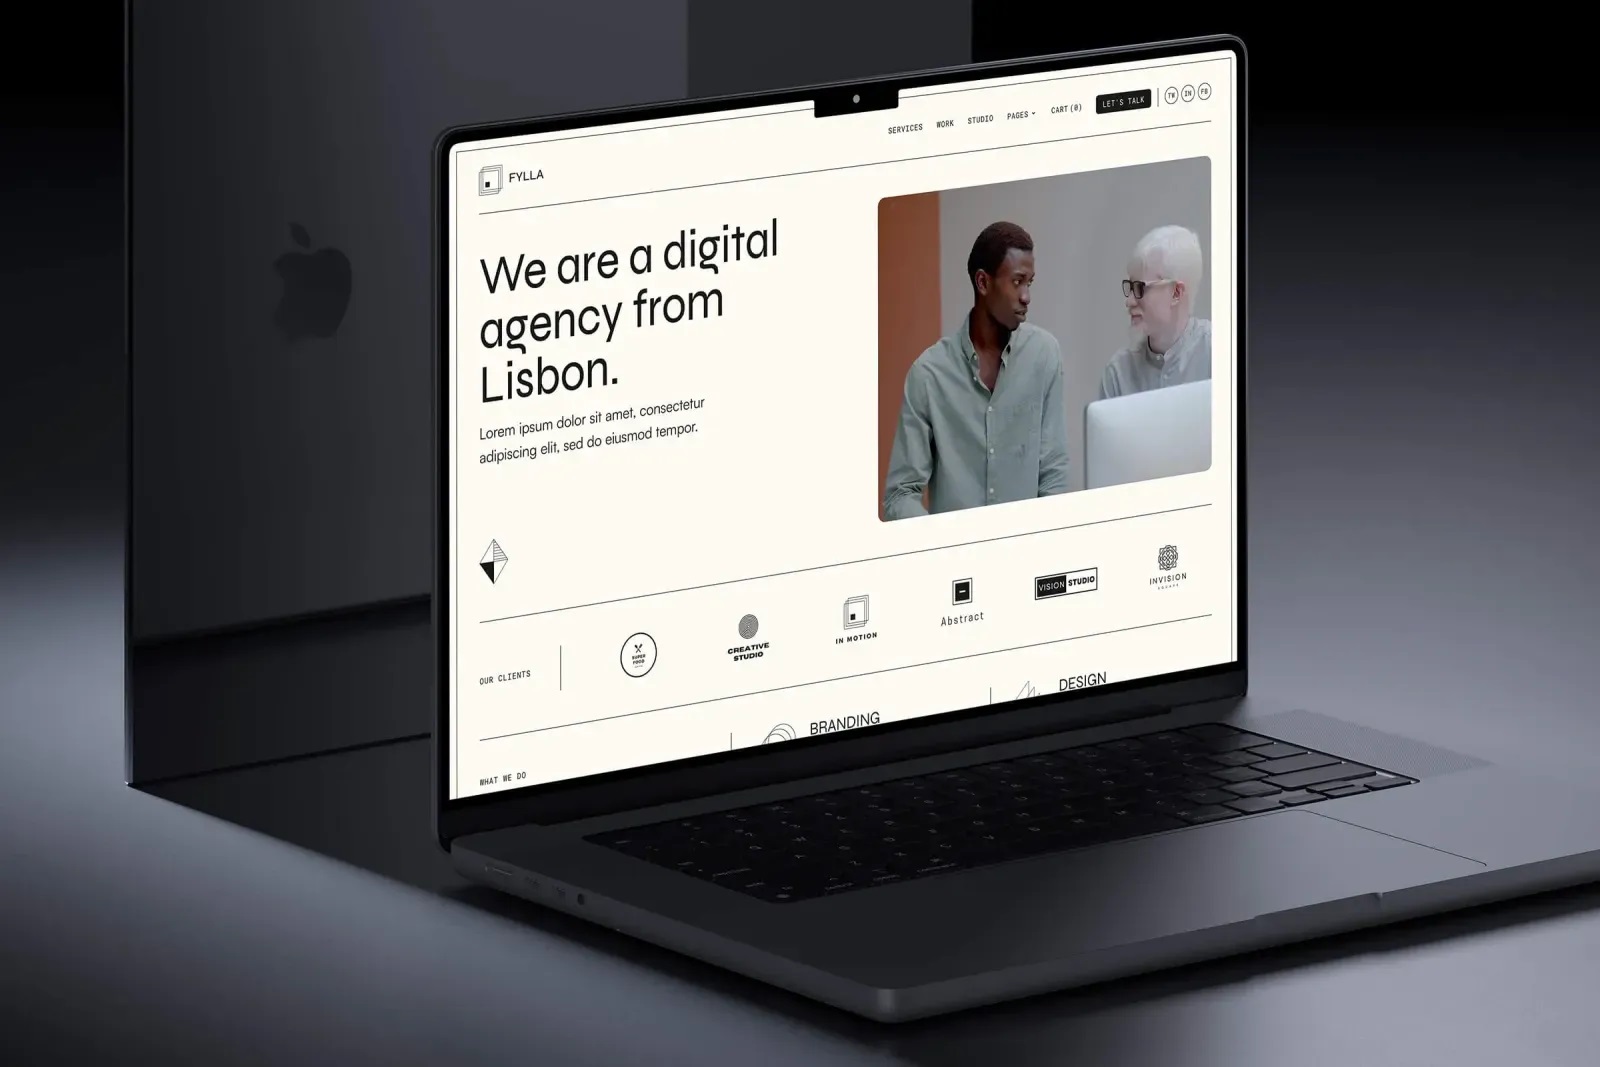 SERVICES
WORK
STUDIO
PAGES
CART (0)
LET'S TALK
TW
IN
FB
FYLLA
We are a digital
agency from
Lisbon.
Lorem ipsum dolor sit amet, consectetur
adipiscing elit, sed do eiusmod tempor.
OUR CLIENTS
SUPER
FOOD
CREATIVE
STUDIO
IN MOTION
Abstract
VISION STUDIO
INVISION
WHAT WE DO
BRANDING
DESIGN